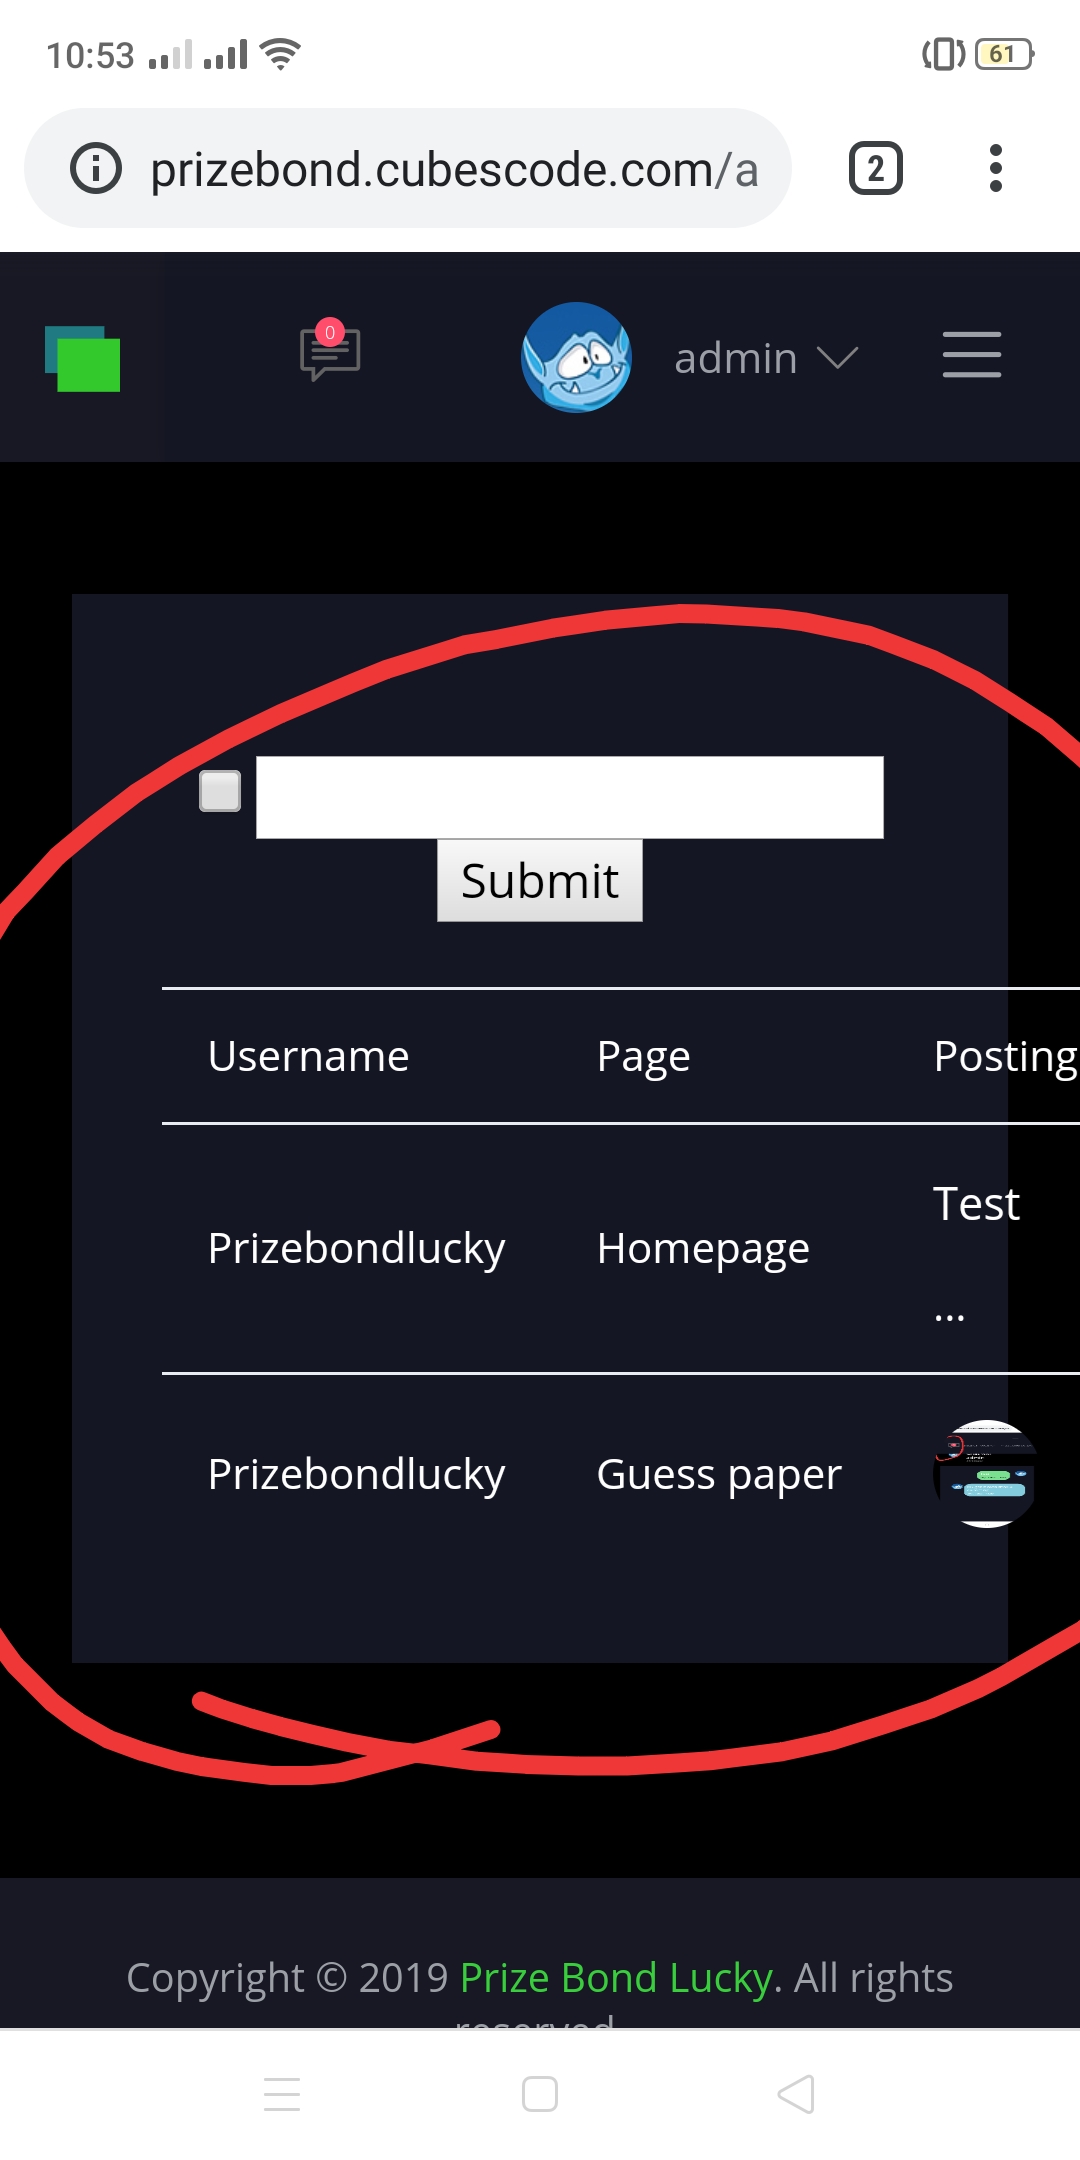 10:53
61
prizebond.cubescode.com/a
2
0
admin
Submit
Username Page Posting
Prizebondlucky Homepage Test
...
Prizebondlucky Guess paper
Copyright © 2019 Prize Bond Lucky. All rights
reserved